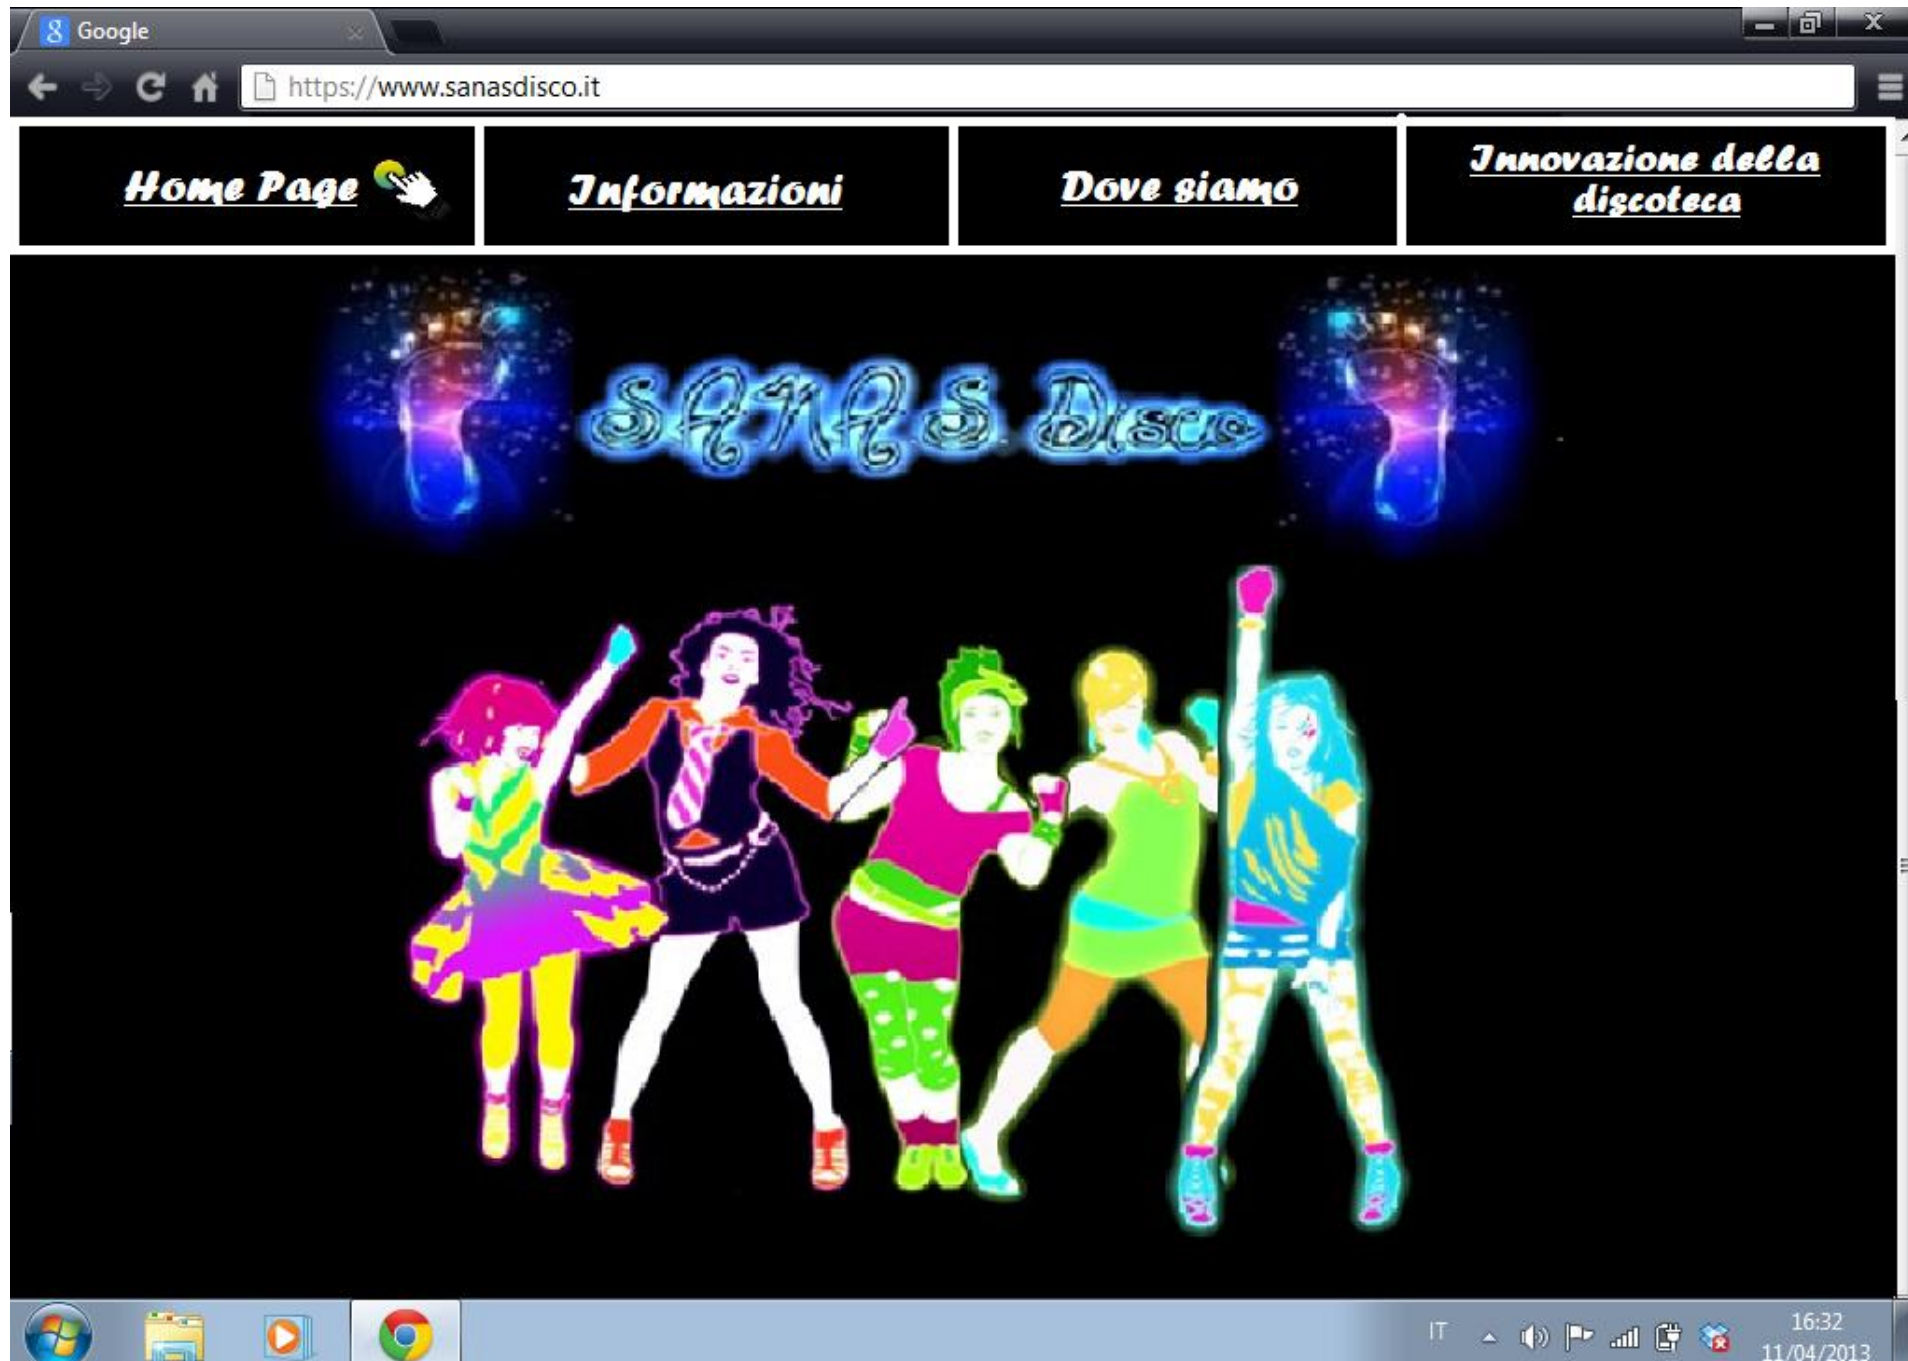 Google
https://www.sanasdisco.it
Home Page
Informazioni
Dove siamo
Innovazione della
discoteca
SANAS Disco
IT
16:32
11/04/2013